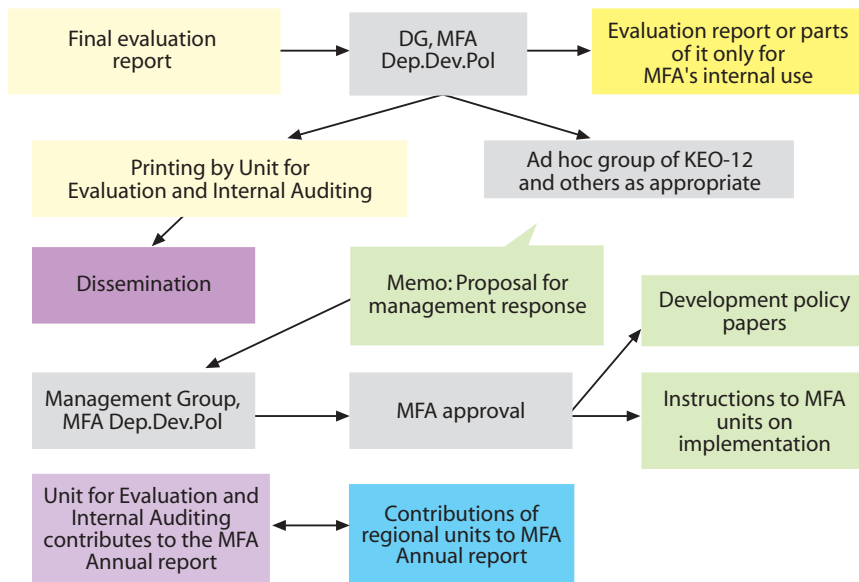 Final evaluation
report
DG, MFA
Dep.Dev.Pol
Evaluation report or parts
of it only for
MFA's internal use
Printing by Unit for
Evaluation and Internal Auditing
Ad hoc group of KEO-12
and others as appropriate
Dissemination
Memo: Proposal for
management response
Development policy
papers
Management Group,
MFA Dep.Dev.Pol
MFA approval
Instructions to MFA
units on
implementation
Unit for Evaluation and
Internal Auditing
contributes to the MFA
Annual report
Contributions of
regional units to MFA
Annual report